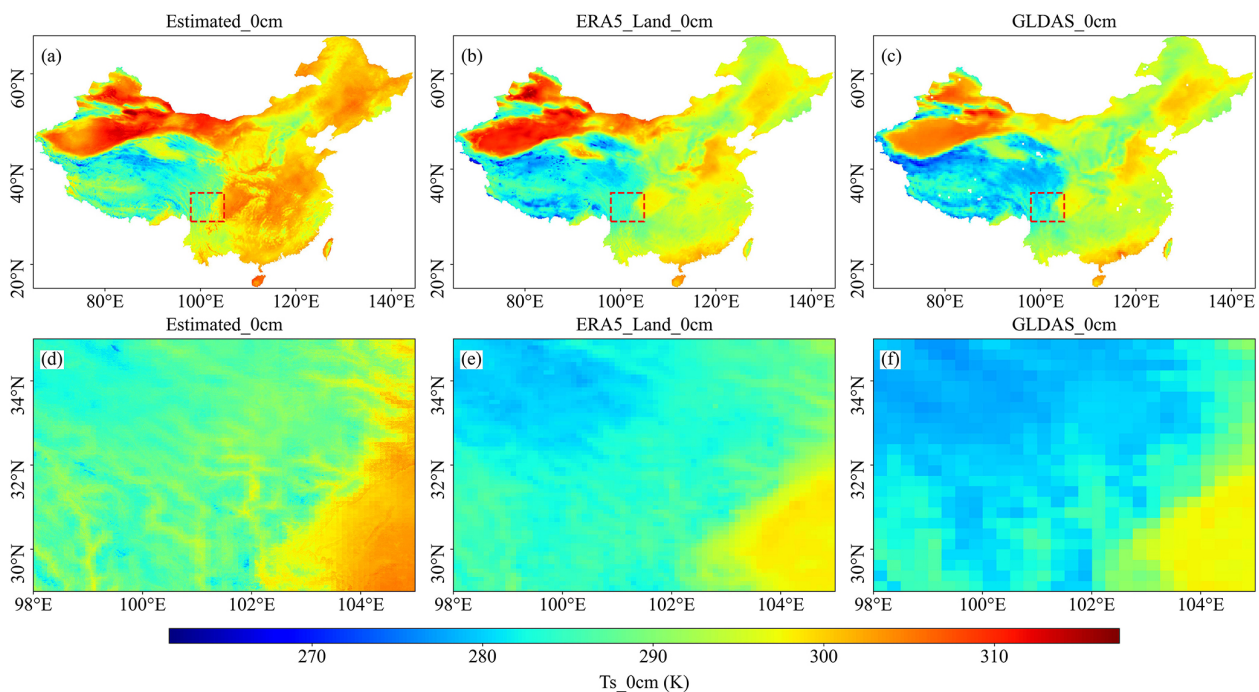 Estimated_0cm ERA5_Land_0cm GLDAS_0cm
(a) (b) (c)
60°N 60°N 60°N
40°N 40°N 40°N
20°N 20°N 20°N
80°E 100°E 120°E 140°E 80°E 100°E 120°E 140°E 80°E 100°E 120°E 140°E
Estimated_0cm ERA5_Land_0cm GLDAS_0cm
(d) (e) (f)
34°N 34°N 34°N
32°N 32°N 32°N
30°N 30°N 30°N
98°E 100°E 102°E 104°E 98°E 100°E 102°E 104°E 98°E 100°E 102°E 104°E
270 280 290 300 310
Ts_0cm (K)